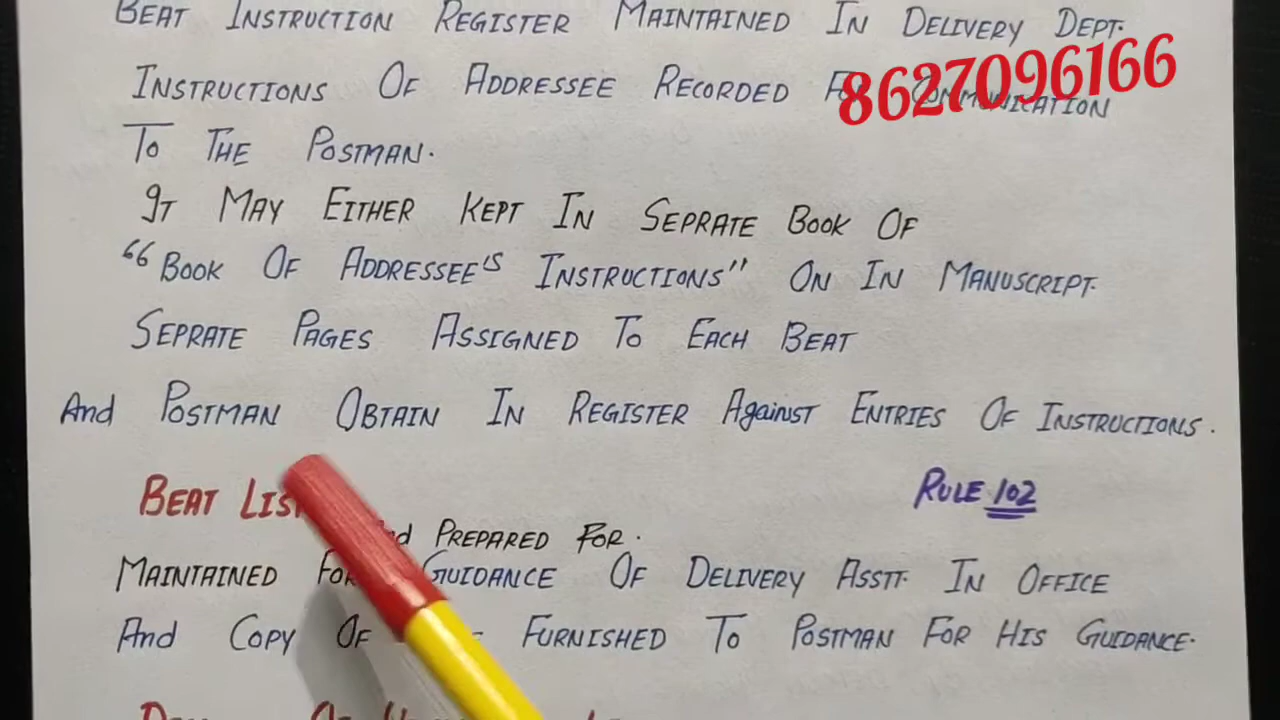 BEAT INSTRUCTION REGISTER MAINTAINED IN DELIVERY DEPT.
8627096166
INSTRUCTIONS OF ADDRESSEE RECORDED COMMUNICATION
TO THE POSTMAN.
IT MAY EITHER KEPT IN SEPRATE BOOK OF
"BOOK OF ADDRESSEE'S INSTRUCTIONS" ON IN MANUSCRIPT.
SEPRATE PAGES ASSIGNED TO EACH BEAT
And POSTMAN OBTAIN IN REGISTER Against ENTRIES OF INSTRUCTIONS.
BEAT LIS
RULE 102
PREPARED FOR.
MAINTAINED FOR GUIDANCE OF DELIVERY ASSTT. IN OFFICE
And COPY OF FURNISHED TO POSTMAN FOR HIS GUIDANCE.